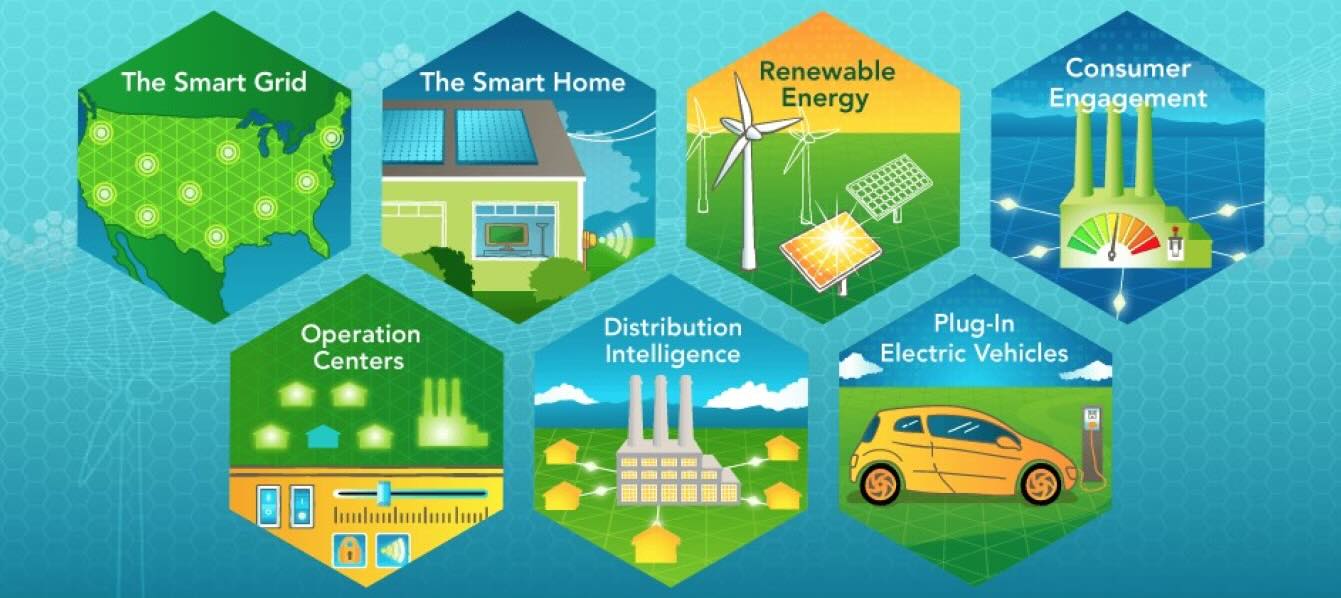 The Smart Grid
The Smart Home
Renewable
Energy
Consumer
Engagement
Operation
Centers
Distribution
Intelligence
Plug-In
Electric Vehicles